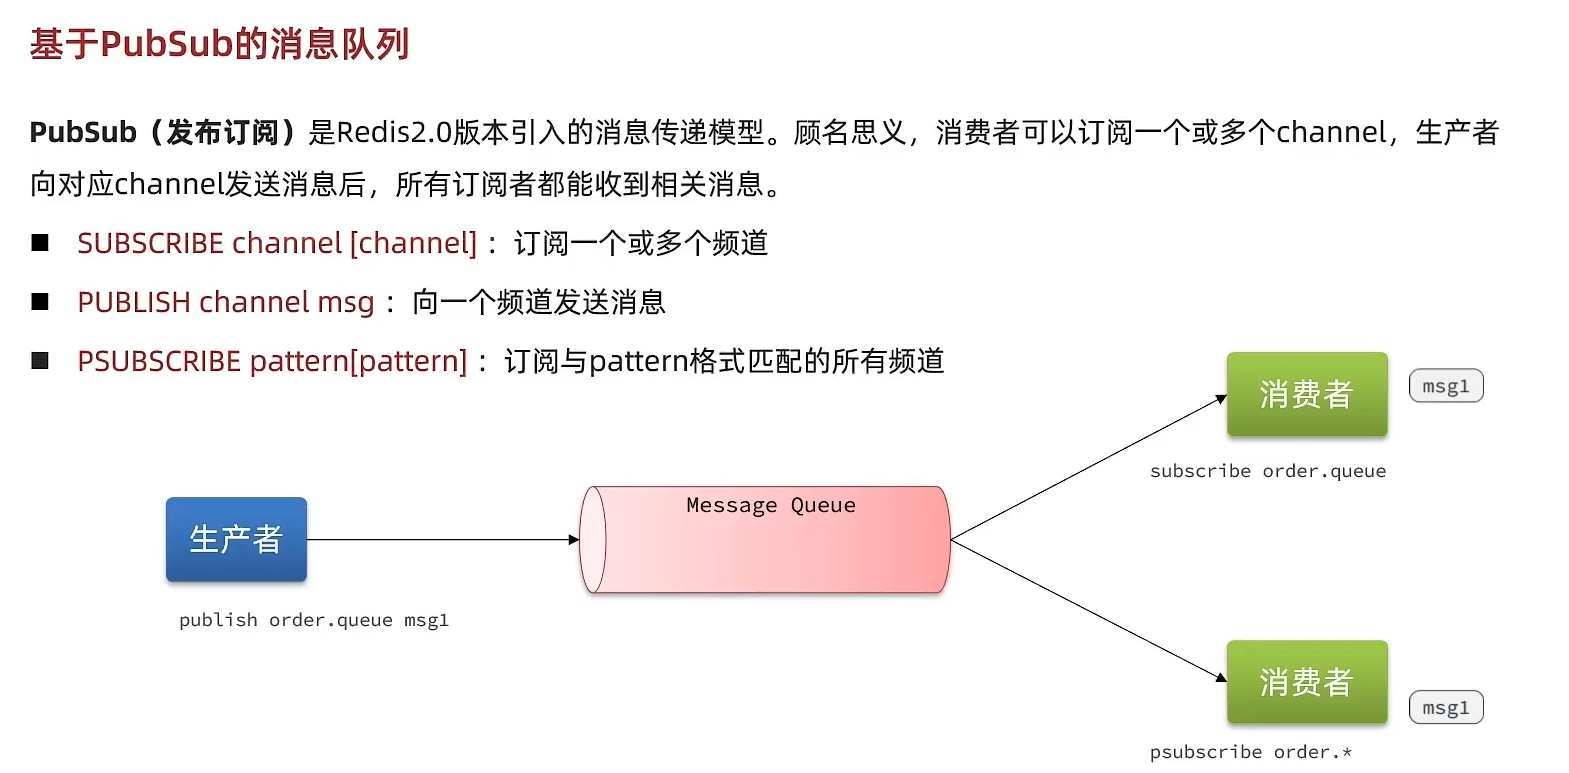 基于PubSub的消息队列
PubSub（发布订阅）是Redis2.0版本引入的消息传递模型。顾名思义，消费者可以订阅一个或多个channel，生产者
向对应channel发送消息后，所有订阅者都能收到相关消息。
SUBSCRIBE channel [channel] ：订阅一个或多个频道
PUBLISH channel msg ：向一个频道发送消息
PSUBSCRIBE pattern[pattern] ：订阅与pattern格式匹配的所有频道
消费者
msg1
subscribe order.queue
Message Queue
生产者
publish order.queue msg1
消费者
msg1
psubscribe order.*